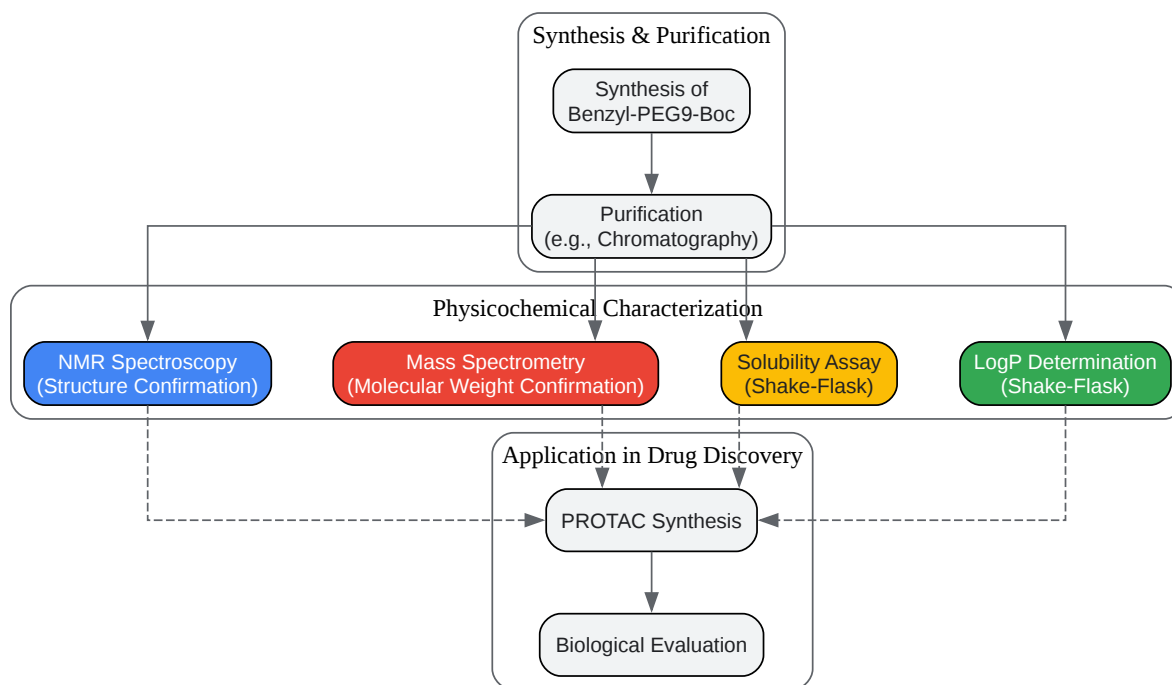 Synthesis & Purification
Synthesis of
Benzyl-PEG9-Boc
Purification
(e.g., Chromatography)
Physicochemical Characterization
NMR Spectroscopy
(Structure Confirmation)
Mass Spectrometry
(Molecular Weight Confirmation)
Solubility Assay
(Shake-Flask)
LogP Determination
(Shake-Flask)
Application in Drug Discovery
PROTAC Synthesis
Biological Evaluation